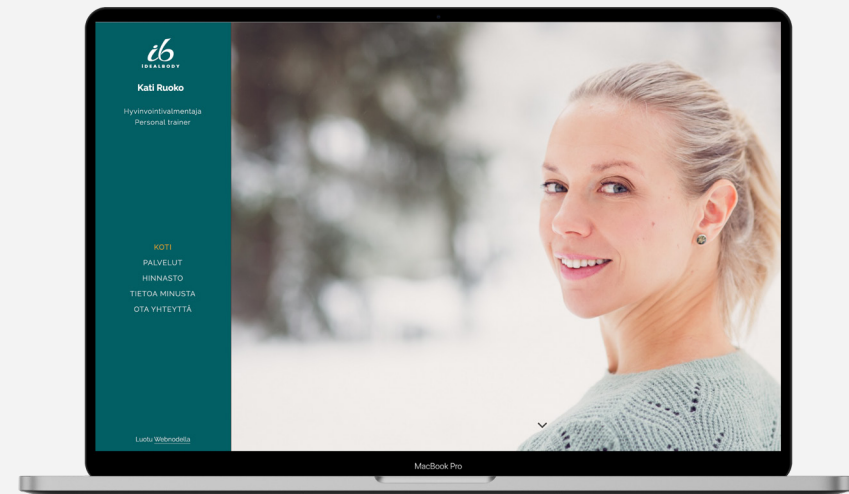 ib
IDEALBODY
Kati Ruoko
Hyvinvointivalmentaja
Personal trainer
KOTI
PALVELUT
HINNASTO
TIETOA MINUSTA
OTA YHTEYTTÄ
Luotu Webnodella
MacBook Pro